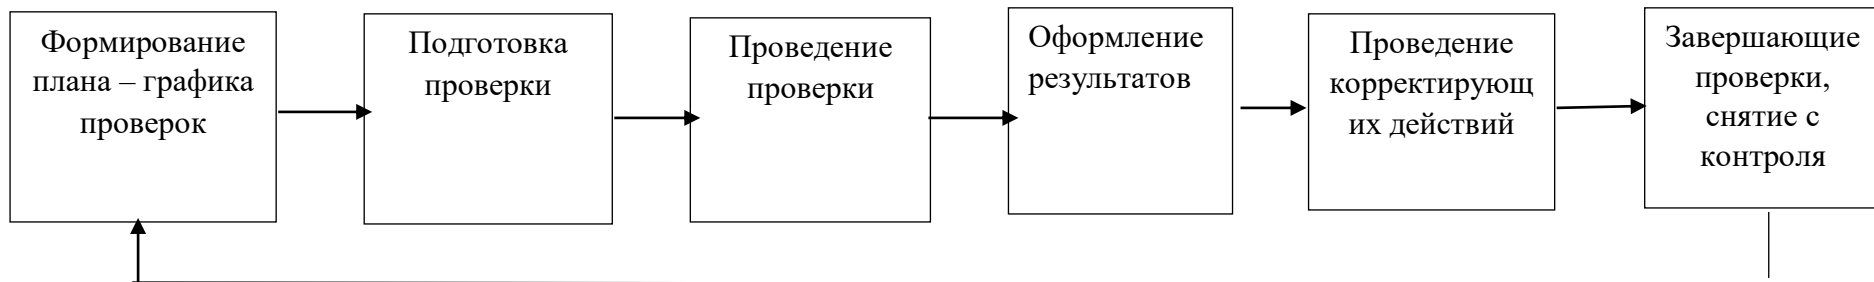 Формирование
плана – графика
проверок
Подготовка
проверки
Проведение
проверки
Оформление
результатов
Проведение
корректирующ
их действий
Завершающие
проверки,
снятие с
контроля